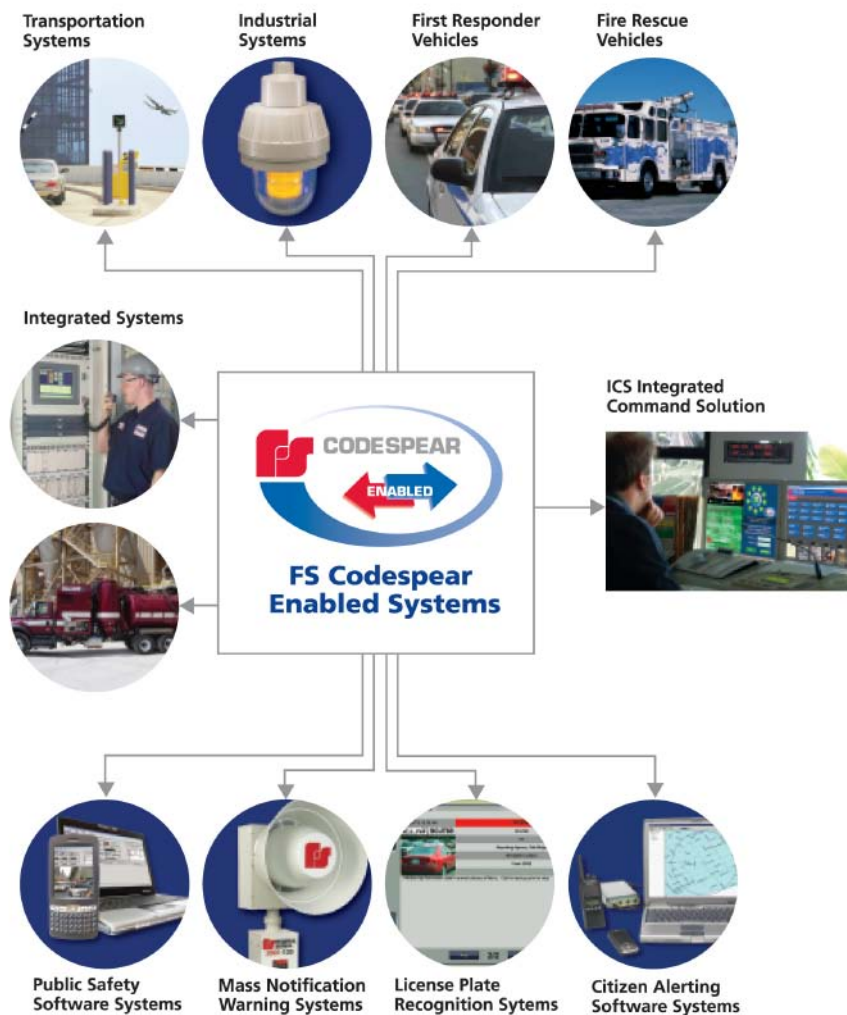 Transportation
Systems
Industrial
Systems
First Responder
Vehicles
Fire Rescue
Vehicles
Integrated Systems
ICS Integrated
Command Solution
FS CODESPEAR
ENABLED
FS Codespear
Enabled Systems
Public Safety
Software Systems
Mass Notification
Warning Systems
License Plate
Recognition Sytems
Citizen Alerting
Software Systems